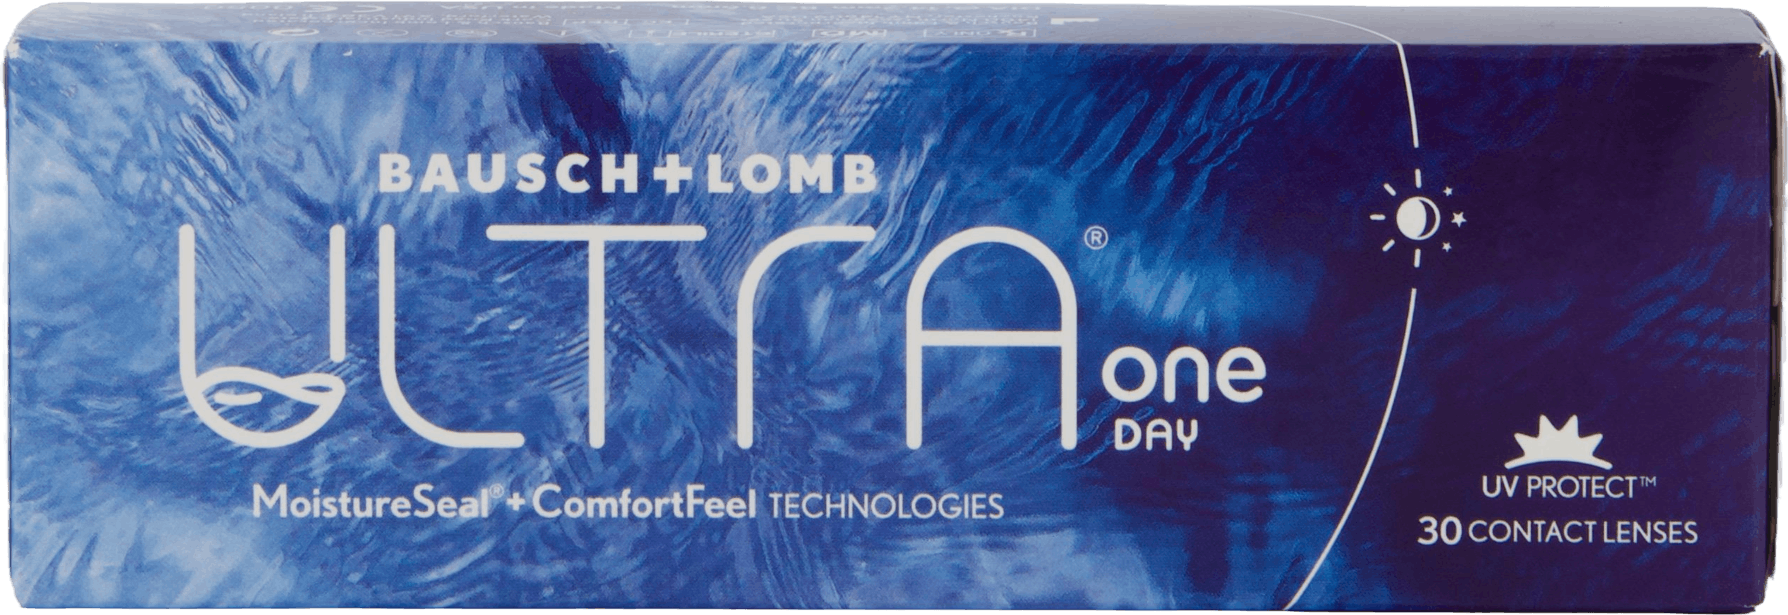 BAUSCH+LOMB
ULTRA® one
DAY
MoistureSeal®+ComfortFeel TECHNOLOGIES
UV PROTECT™
30 CONTACT LENSES